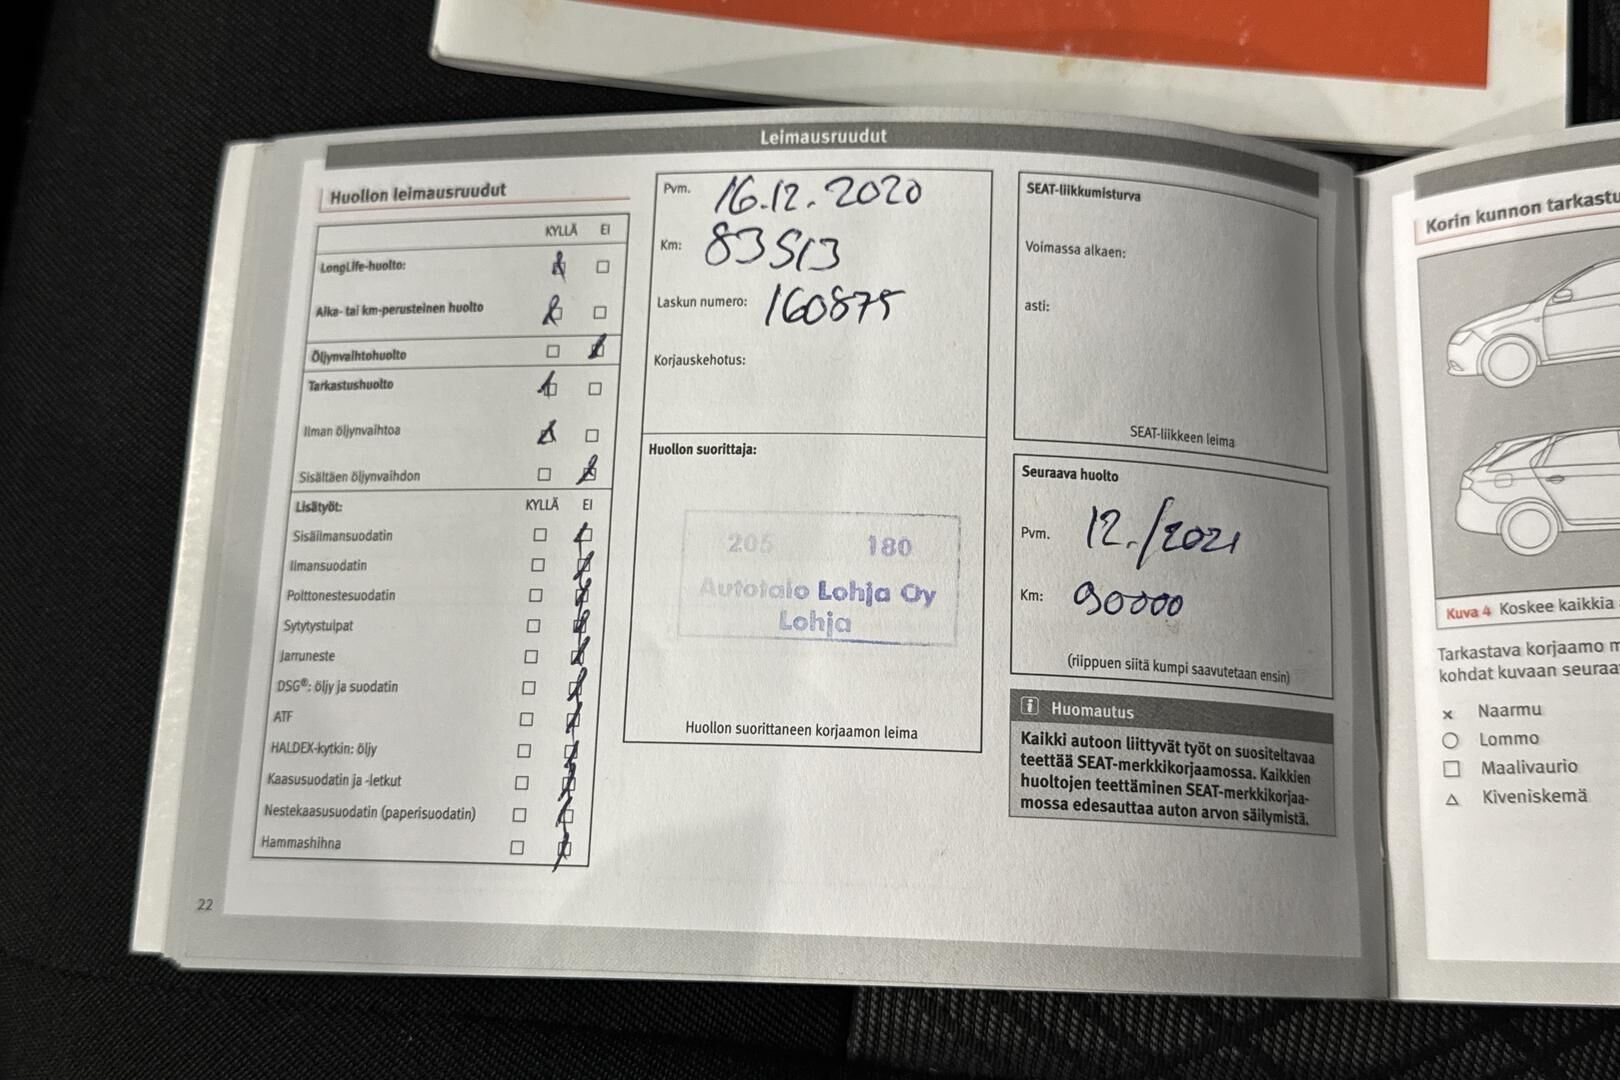 Leimausruudut
Huollon leimausruudut
KYLLÄ EI
LongLife-huolto:
Aika- tai km-perusteinen huolto
Öljynvaihtohuolto
Tarkastushuolto
Ilman öljynvaihtoa
Sisältäen öljynvaihdon
Lisätyöt: KYLLÄ EI
Sisäilmansuodatin
Ilmansuodatin
Polttonestesuodatin
Sytytystulpat
Jarruneste
DSG®: öljy ja suodatin
ATF
HALDEX-kytkin: öljy
Kaasusuodatin ja -letkut
Nestekaasusuodatin (paperisuodatin)
Hammashihna
22
Pvm. 16.12.2020
Km: 83513
Laskun numero: 160875
Korjauskehotus:
Huollon suorittaja:
205 180
Autotalo Lohja Oy
Lohja
Huollon suorittaneen korjaamon leima
SEAT-liikkumisturva
Voimassa alkaen:
asti:
SEAT-liikkeen leima
Seuraava huolto
Pvm. 12./2021
Km: 90000
(riippuen siitä kumpi saavutetaan ensin)
Huomautus
Kaikki autoon liittyvät työt on suositeltavaa
teettää SEAT-merkkikorjaamossa. Kaikkien
huoltojen teettäminen SEAT-merkkikorjaa-
mossa edesauttaa auton arvon säilymistä.
Korin kunnon tarkastu
Kuva 4 Koskee kaikkia
Tarkastava korjaamo m
kohdat kuvaan seuraa
x Naarmu
○ Lommo
□ Maalivaurio
△ Kiveniskemä